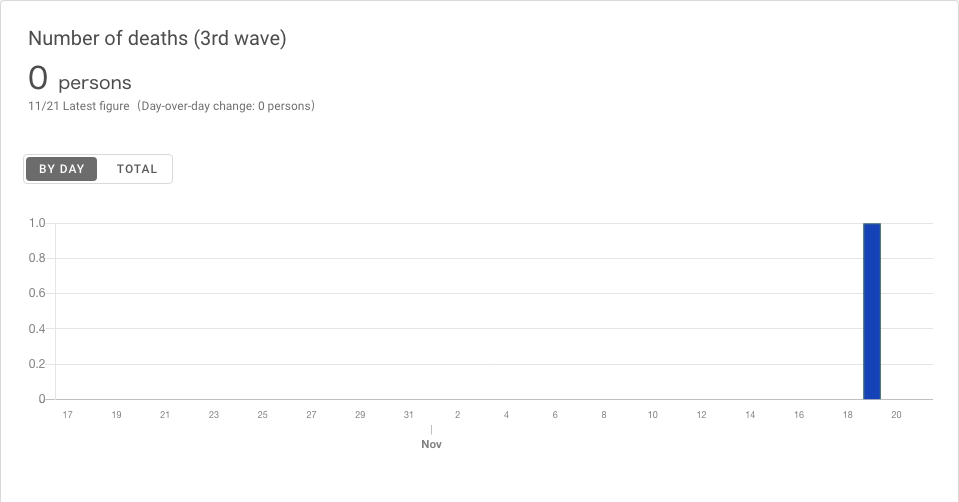 Number of deaths (3rd wave)
0 persons
11/21 Latest figure（Day-over-day change: 0 persons）
BY DAY TOTAL
1.0
0.8
0.6
0.4
0.2
0
17 19 21 23 25 27 29 31 2 4 6 8 10 12 14 16 18 20
Nov